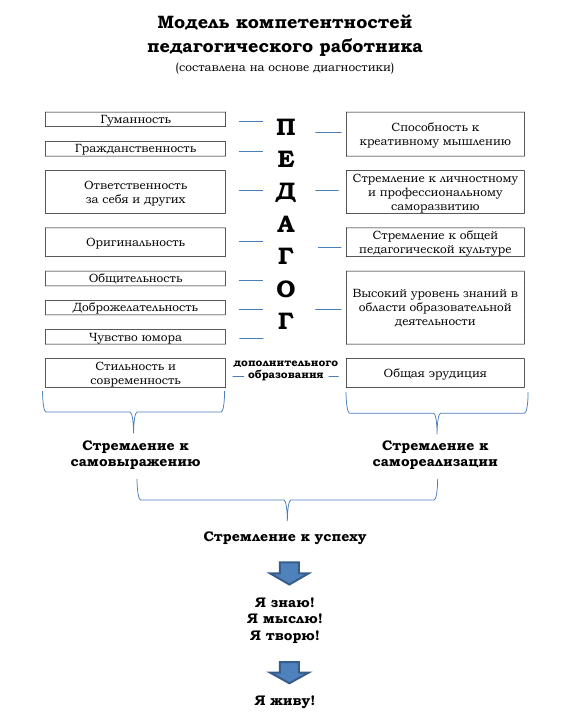 Модель компетентностей
педагогического работника
(составлена на основе диагностики)
Гуманность
Гражданственность
Ответственность
за себя и других
Оригинальность
Общительность
Доброжелательность
Чувство юмора
Стильность и
современность
П
Е
Д
А
Г
О
Г
дополнительного
образования
Способность к
креативному мышлению
Стремление к личностному
и профессиональному
саморазвитию
Стремление к общей
педагогической культуре
Высокий уровень знаний в
области образовательной
деятельности
Общая эрудиция
Стремление к
самовыражению
Стремление к
самореализации
Стремление к успеху
Я знаю!
Я мыслю!
Я творю!
Я живу!